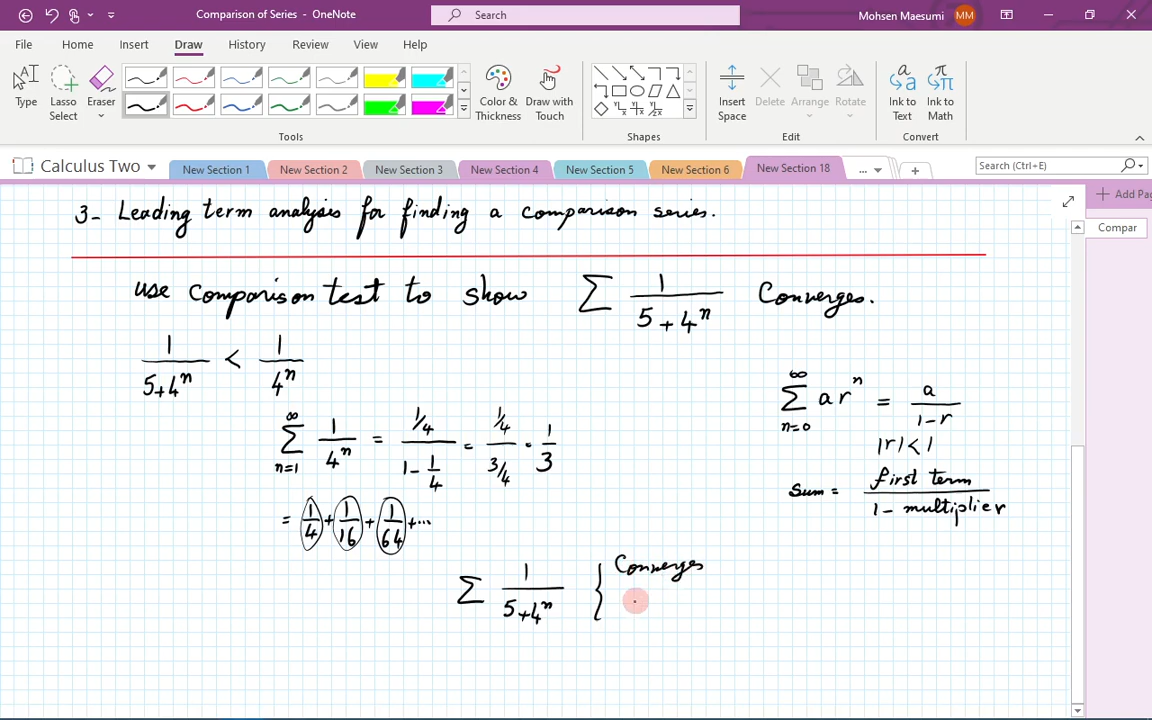 Comparison of Series - OneNote
Search
Mohsen Maesumi
MM
File Home Insert Draw History Review View Help
Type
Lasso Select
Eraser
Color & Thickness
Draw with Touch
Insert Space
Delete
Arrange
Rotate
Ink to Text
Ink to Math
Tools
Shapes
Edit
Convert
Calculus Two
New Section 1
New Section 2
New Section 3
New Section 4
New Section 5
New Section 6
New Section 18
...
Search (Ctrl+E)
Add Pag
Compar
3- Leading term analysis for finding a comparison series.
use comparison test to show ∑ 1/(5+4^n) Converges.
1/(5+4^n) < 1/4^n
∑_{n=0}^{∞} a r^n = a/(1-r)
|r| < 1
∑_{n=1}^{∞} 1/4^n = (1/4)/(1-1/4) = (1/4)/(3/4) = 1/3
Sum = first term/(1- multiplier)
= 1/4 + 1/16 + 1/64 + ...
∑ 1/(5+4^n) { Converges